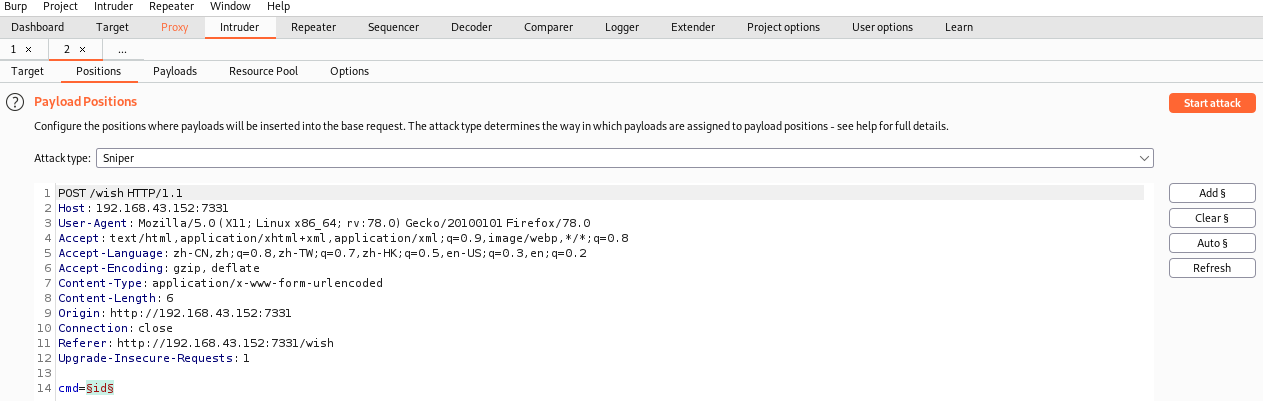 Burp Project Intruder Repeater Window Help
Dashboard Target Proxy Intruder Repeater Sequencer Decoder Comparer Logger Extender Project options User options Learn
1 × 2 × ...
Target Positions Payloads Resource Pool Options
? Payload Positions Start attack
Configure the positions where payloads will be inserted into the base request. The attack type determines the way in which payloads are assigned to payload positions - see help for full details.
Attack type: Sniper
Add §
Clear §
Auto §
Refresh
1 POST /wish HTTP/1.1
2 Host: 192.168.43.152:7331
3 User-Agent: Mozilla/5.0 (X11; Linux x86_64; rv:78.0) Gecko/20100101 Firefox/78.0
4 Accept: text/html,application/xhtml+xml,application/xml;q=0.9,image/webp,*/*;q=0.8
5 Accept-Language: zh-CN,zh;q=0.8,zh-TW;q=0.7,zh-HK;q=0.5,en-US;q=0.3,en;q=0.2
6 Accept-Encoding: gzip, deflate
7 Content-Type: application/x-www-form-urlencoded
8 Content-Length: 6
9 Origin: http://192.168.43.152:7331
10 Connection: close
11 Referer: http://192.168.43.152:7331/wish
12 Upgrade-Insecure-Requests: 1
13
14 cmd=§id§